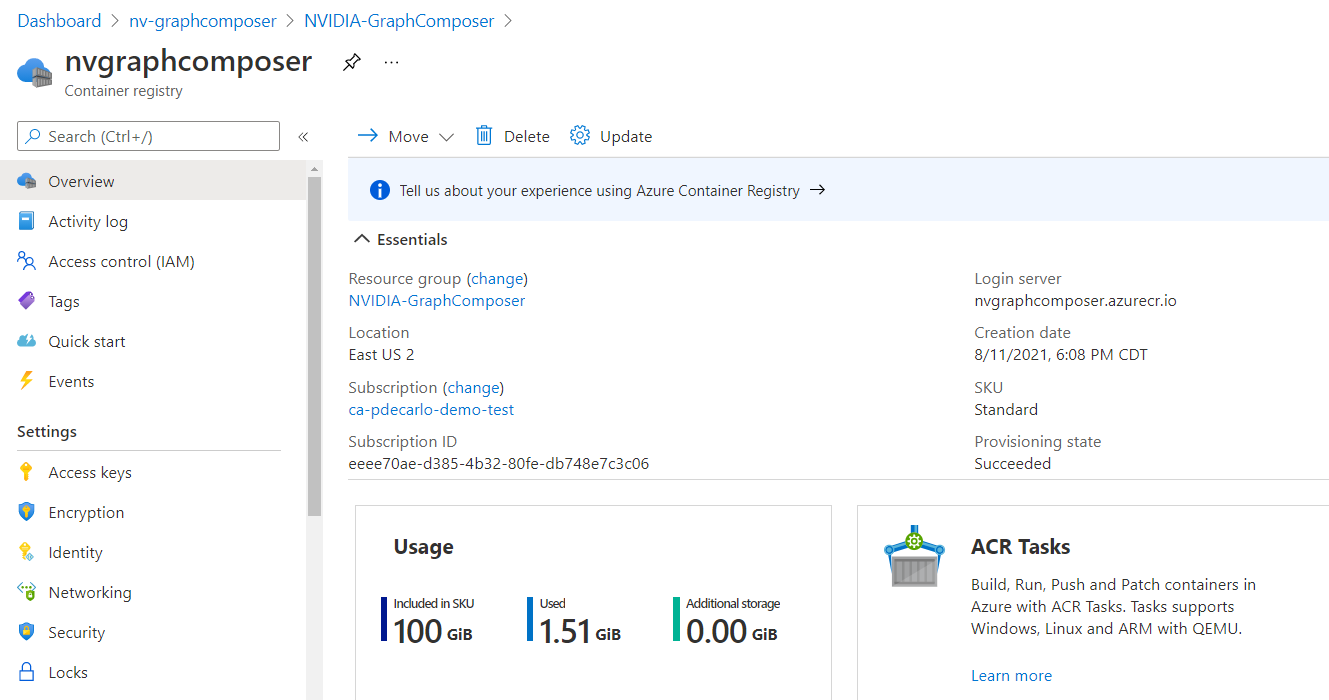 Dashboard > nv-graphcomposer > NVIDIA-GraphComposer >
nvgraphcomposer
...
Container registry
Search (Ctrl+/)
«
Overview
Activity log
Access control (IAM)
Tags
Quick start
Events
Settings
Access keys
Encryption
Identity
Networking
Security
Locks
Move
Delete
Update
Tell us about your experience using Azure Container Registry →
Essentials
Resource group (change)
NVIDIA-GraphComposer
Location
East US 2
Subscription (change)
ca-pdecarlo-demo-test
Subscription ID
eeee70ae-d385-4b32-80fe-db748e7c3c06
Login server
nvgraphcomposer.azurecr.io
Creation date
8/11/2021, 6:08 PM CDT
SKU
Standard
Provisioning state
Succeeded
Usage
Included in SKU
100 GiB
Used
1.51 GiB
Additional storage
0.00 GiB
ACR Tasks
Build, Run, Push and Patch containers in
Azure with ACR Tasks. Tasks supports
Windows, Linux and ARM with QEMU.
Learn more